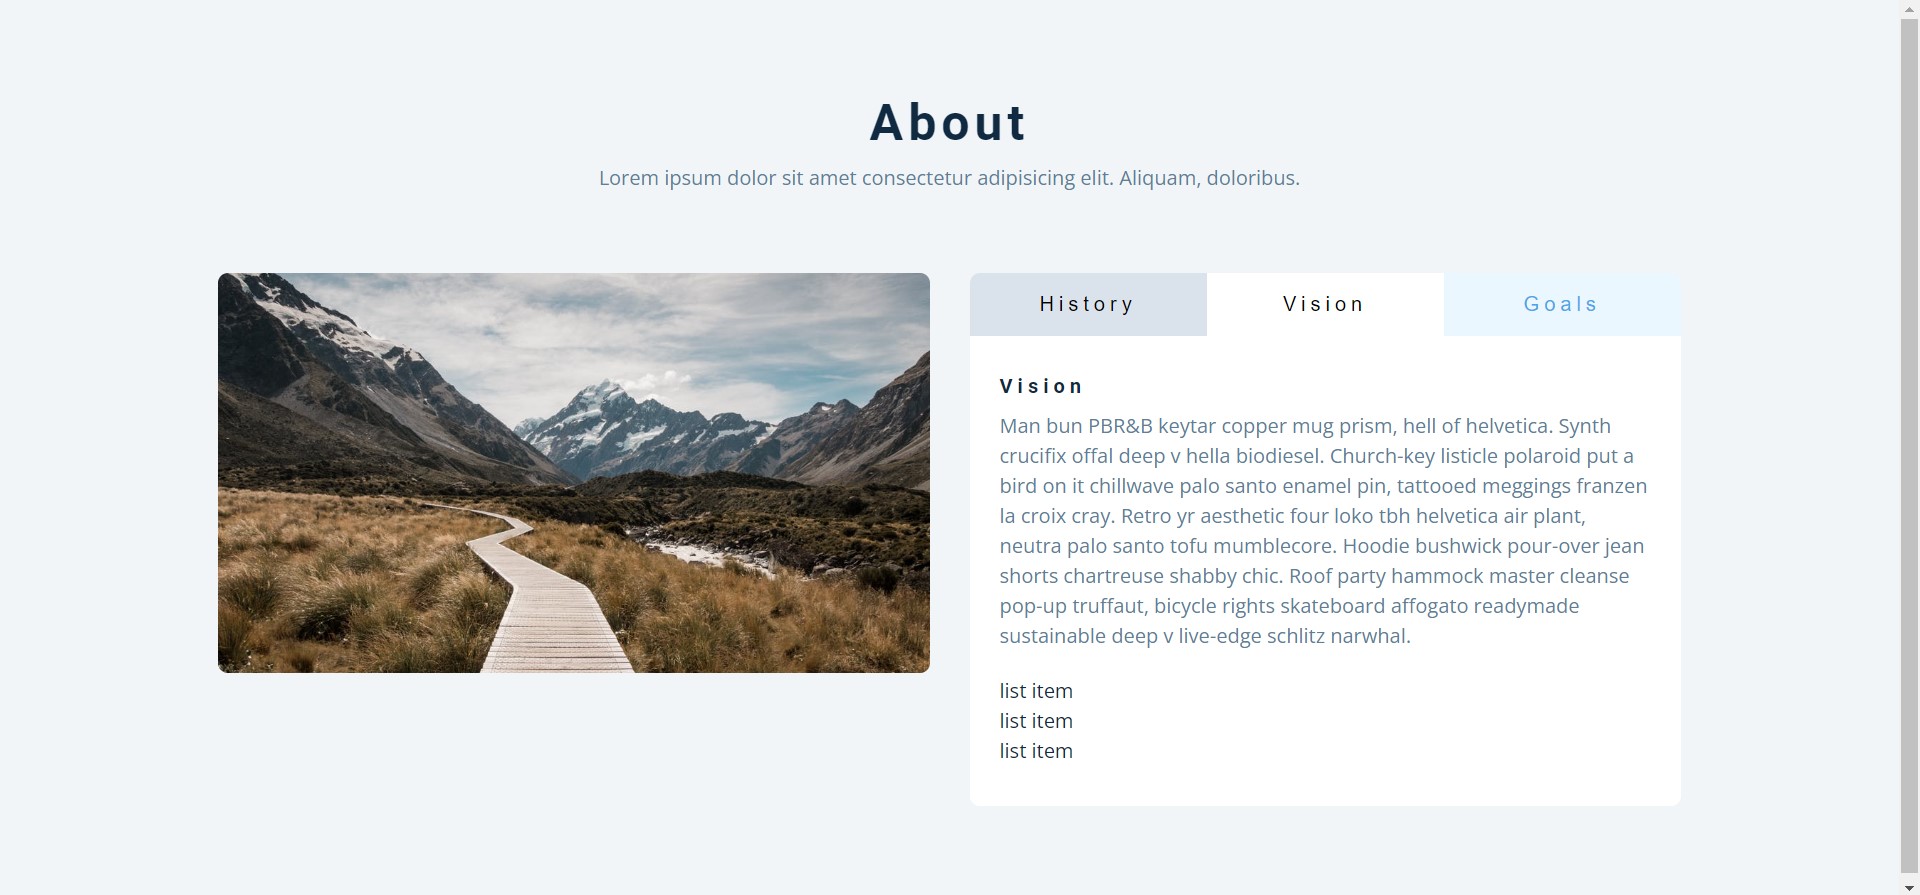 About
Lorem ipsum dolor sit amet consectetur adipisicing elit. Aliquam, doloribus.
History
Vision
Goals
Vision
Man bun PBR&B keytar copper mug prism, hell of helvetica. Synth
crucifix offal deep v hella biodiesel. Church-key listicle polaroid put a
bird on it chillwave palo santo enamel pin, tattooed meggings franzen
la croix cray. Retro yr aesthetic four loko tbh helvetica air plant,
neutra palo santo tofu mumblecore. Hoodie bushwick pour-over jean
shorts chartreuse shabby chic. Roof party hammock master cleanse
pop-up truffaut, bicycle rights skateboard affogato readymade
sustainable deep v live-edge schlitz narwhal.
list item
list item
list item